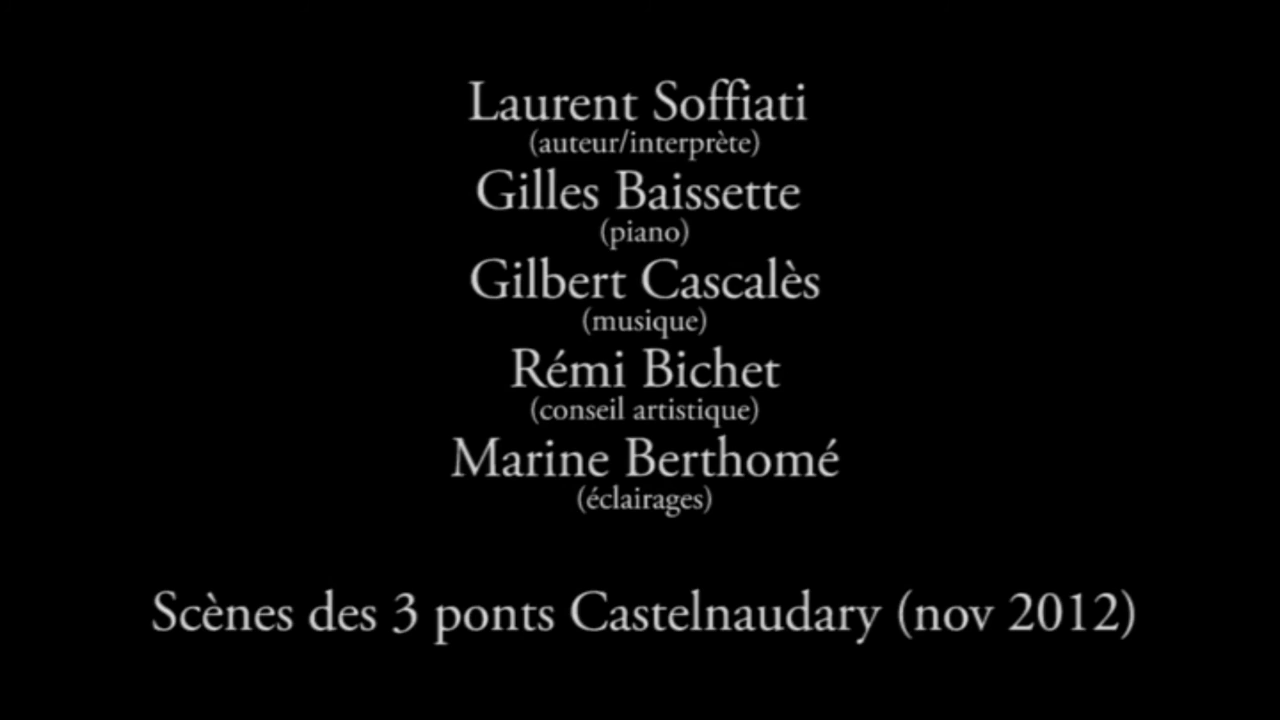 Laurent Soffiati
(auteur/interprète)
Gilles Baissette
(piano)
Gilbert Cascalès
(musique)
Rémi Bichet
(conseil artistique)
Marine Berthomé
(éclairages)
Scènes des 3 ponts Castelnaudary (nov 2012)